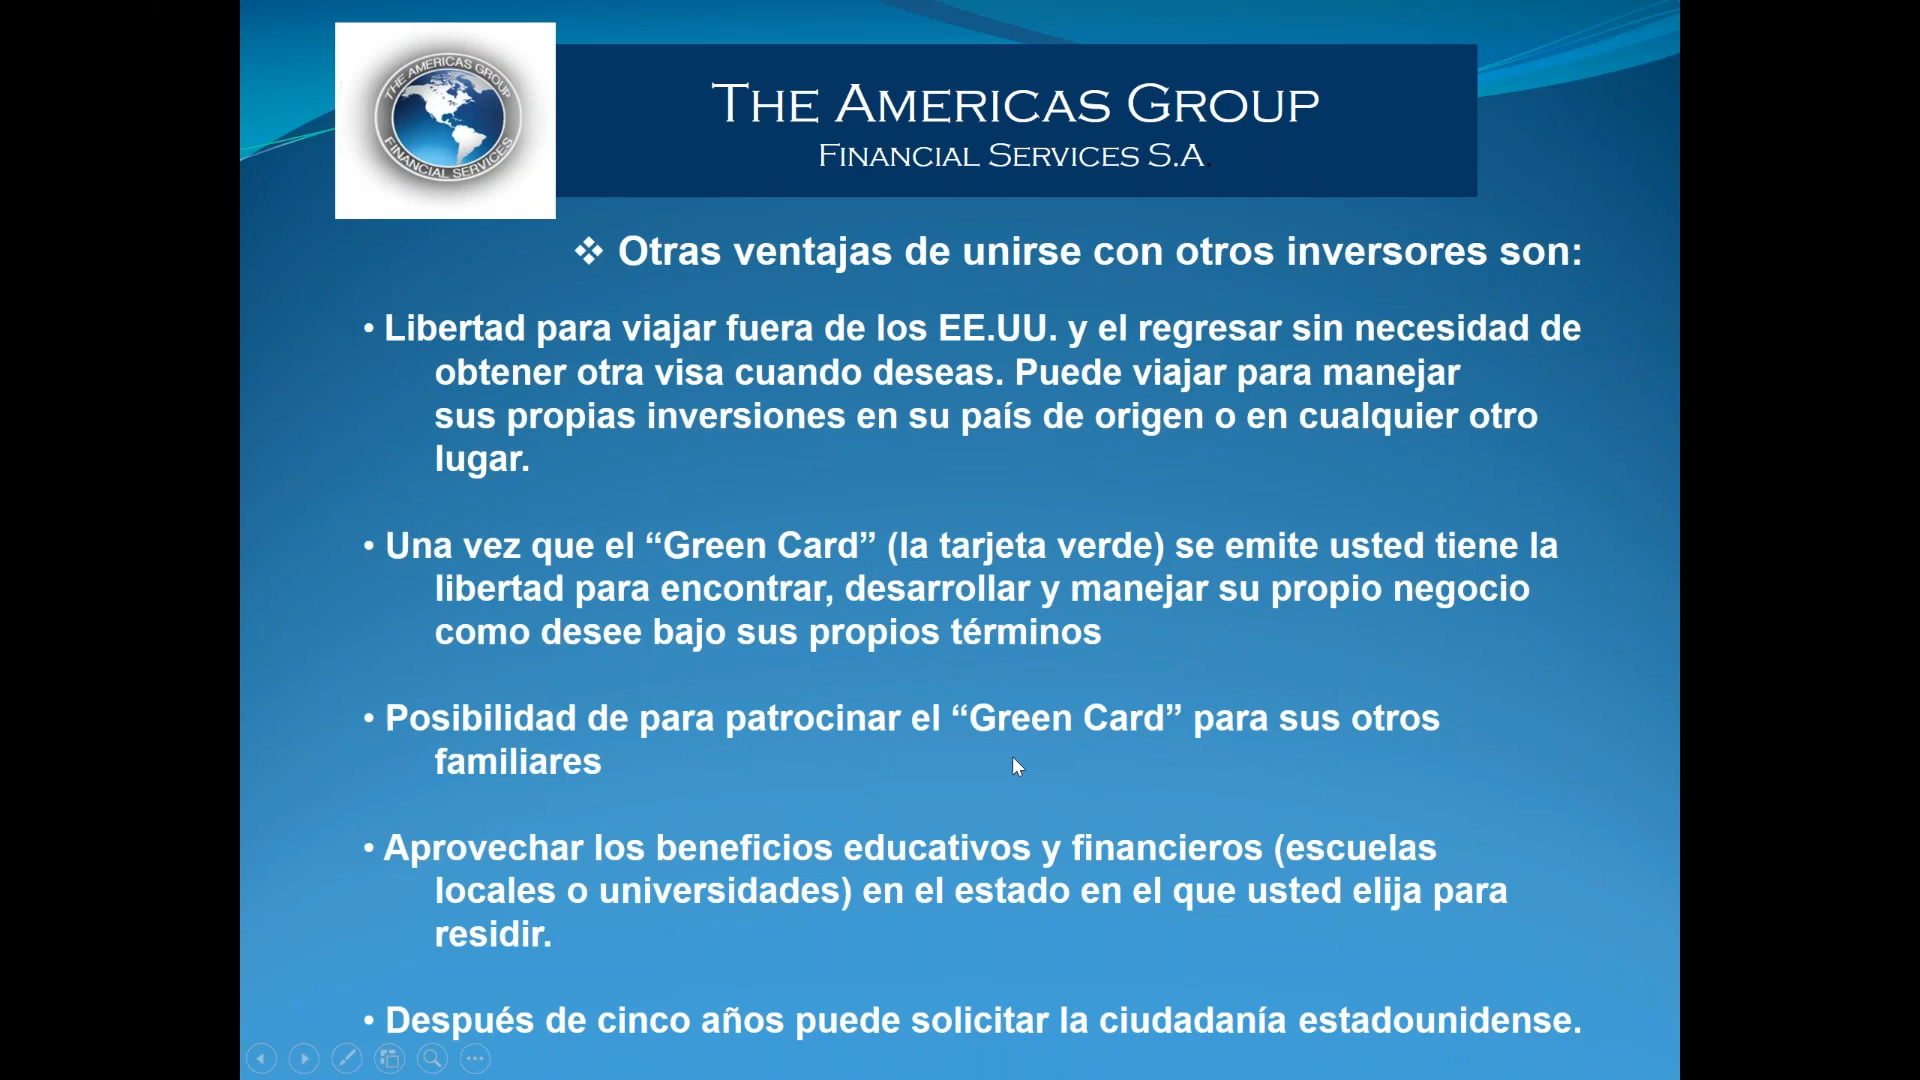 THE AMERICAS GROUP
FINANCIAL SERVICES
THE AMERICAS GROUP
FINANCIAL SERVICES S.A.
❖ Otras ventajas de unirse con otros inversores son:
• Libertad para viajar fuera de los EE.UU. y el regresar sin necesidad de
obtener otra visa cuando deseas. Puede viajar para manejar
sus propias inversiones en su país de origen o en cualquier otro
lugar.
• Una vez que el “Green Card” (la tarjeta verde) se emite usted tiene la
libertad para encontrar, desarrollar y manejar su propio negocio
como desee bajo sus propios términos
• Posibilidad de para patrocinar el “Green Card” para sus otros
familiares
• Aprovechar los beneficios educativos y financieros (escuelas
locales o universidades) en el estado en el que usted elija para
residir.
• Después de cinco años puede solicitar la ciudadanía estadounidense.